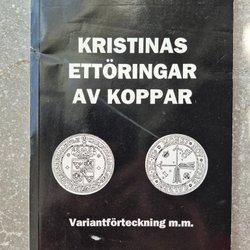 KRISTINAS
ETTÖRINGAR
AV KOPPAR
Variantförteckning m.m.